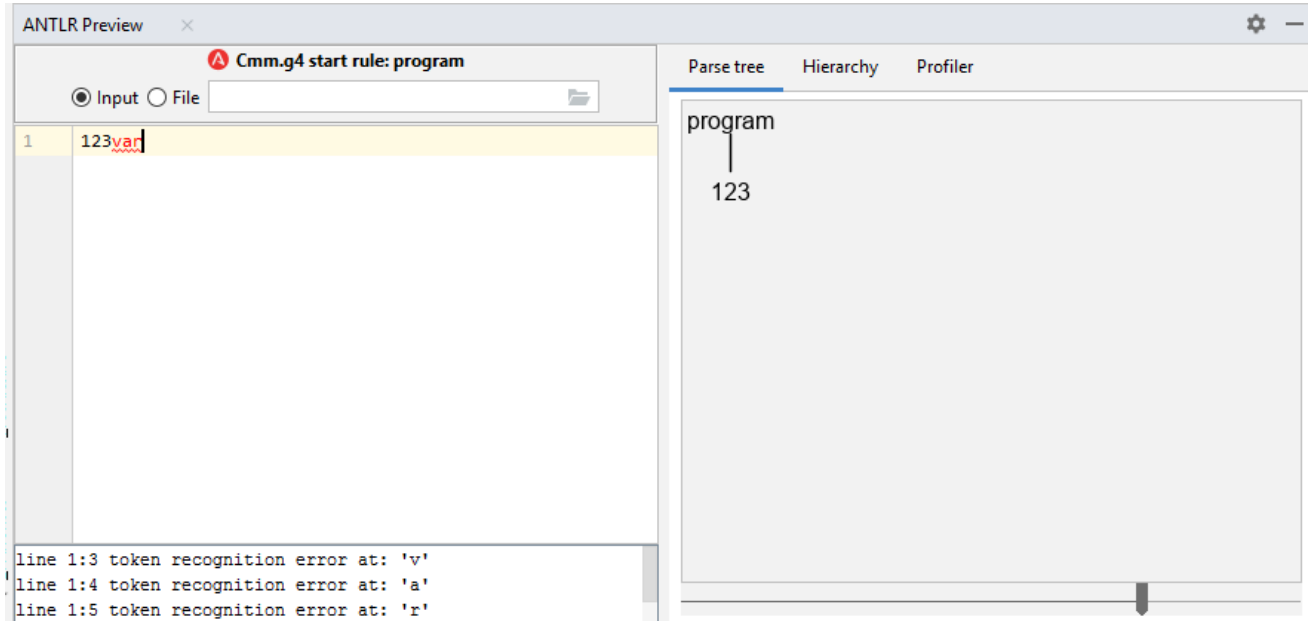 ANTLR Preview
Cmm.g4 start rule: program
Input File
1 123var
line 1:3 token recognition error at: 'v'
line 1:4 token recognition error at: 'a'
line 1:5 token recognition error at: 'r'
Parse tree Hierarchy Profiler
program
123